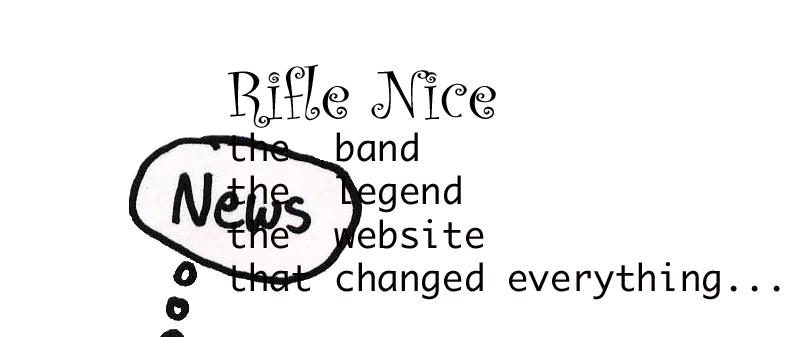 Rifle Nice
the band
the legend
the website
that changed everything...
News